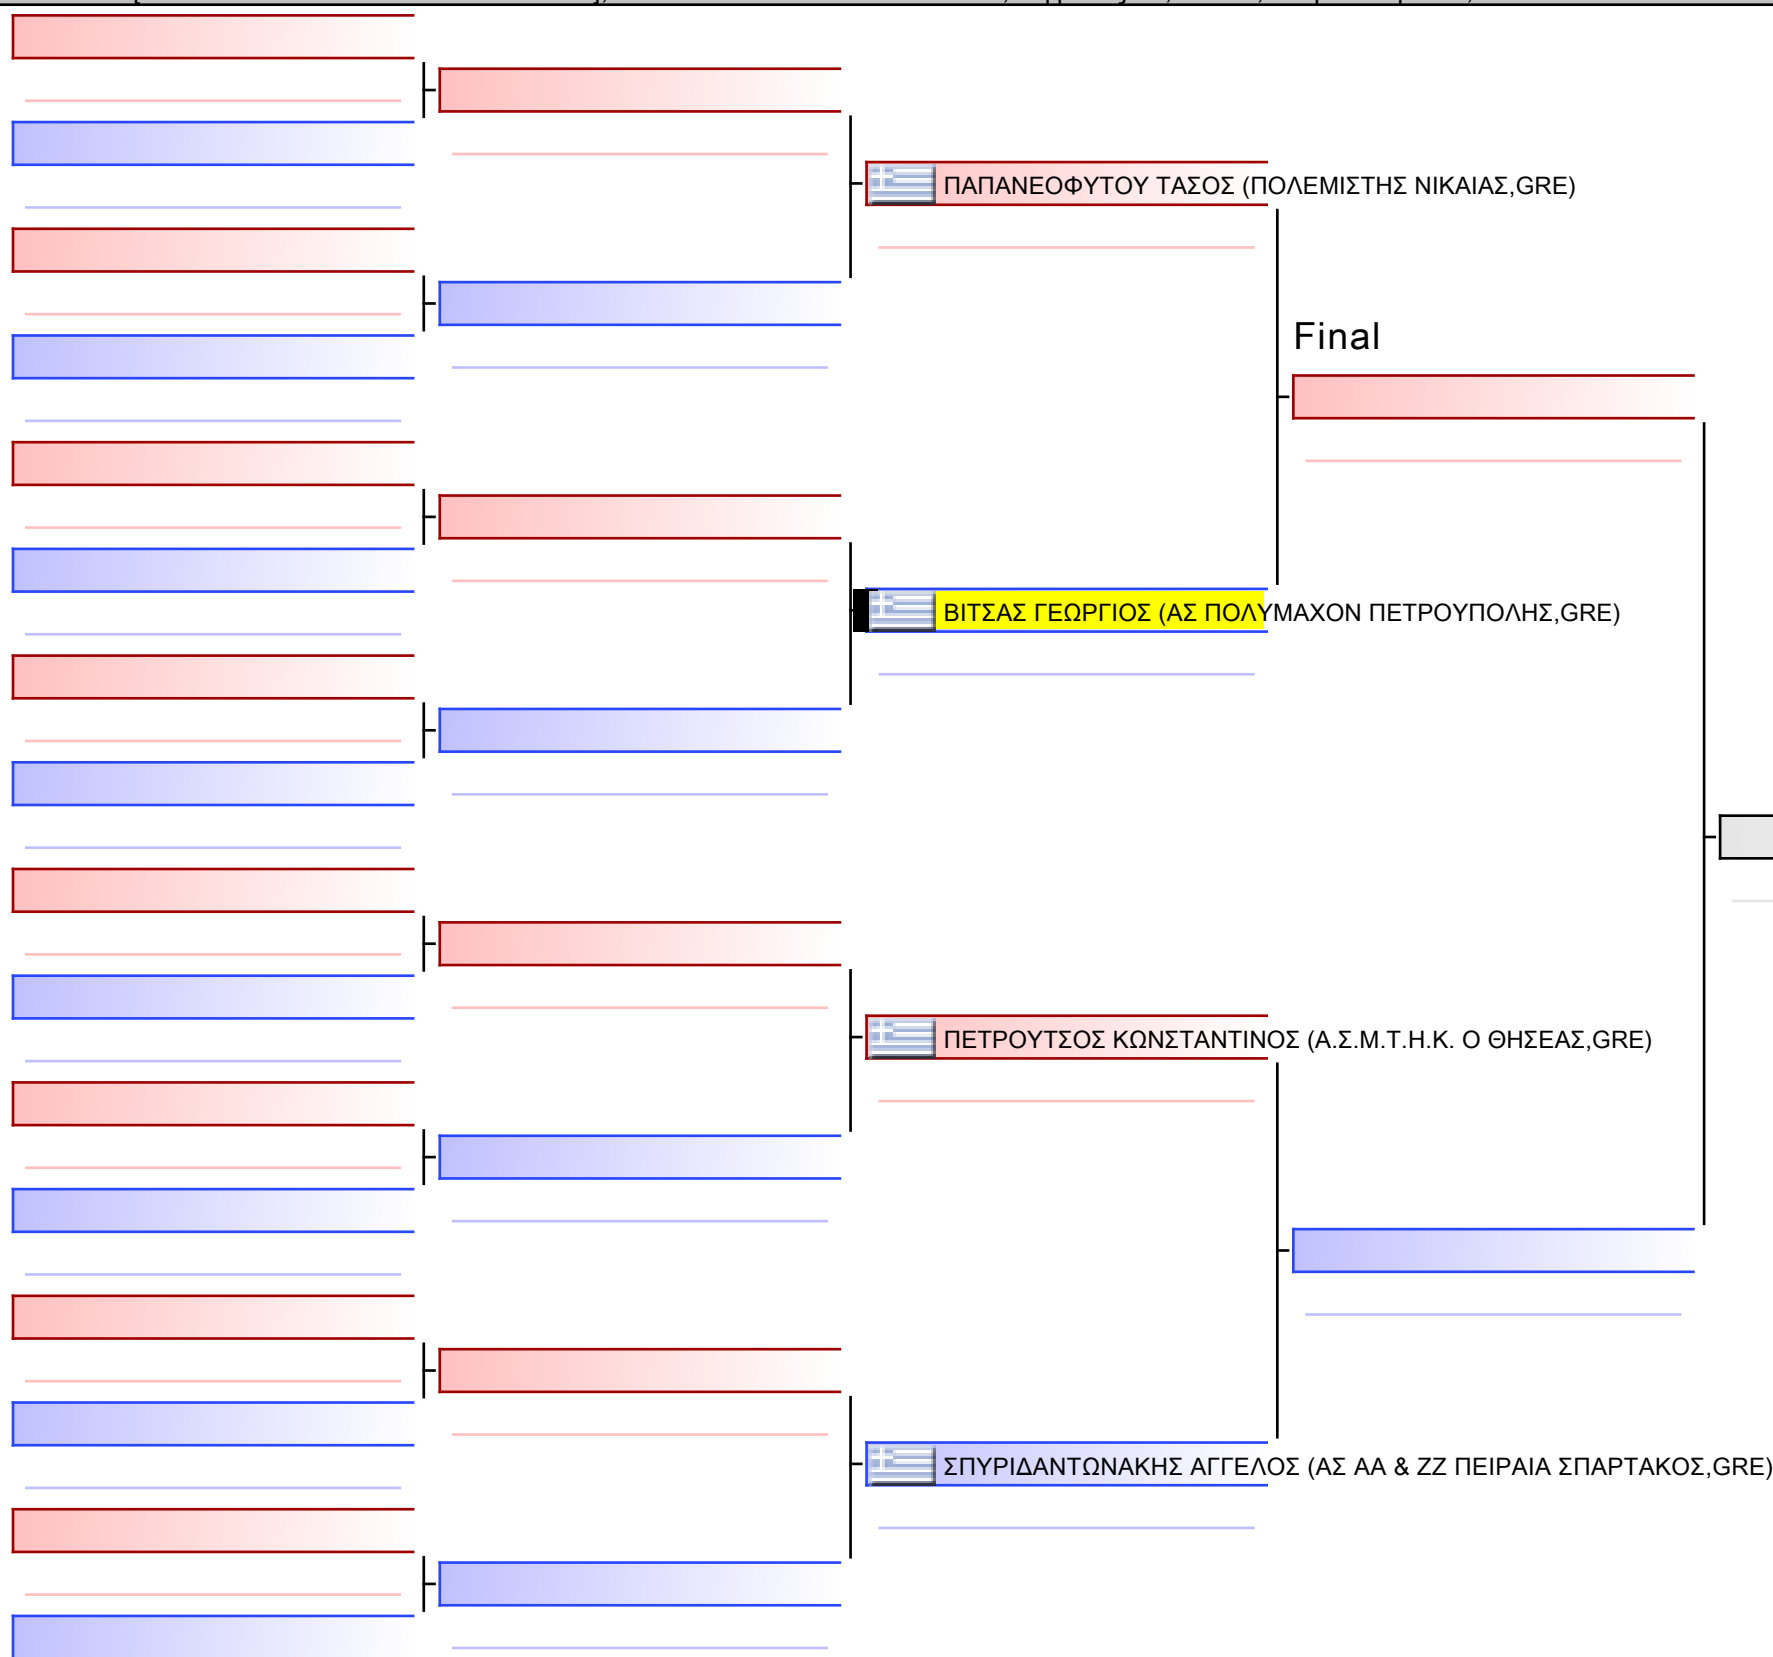 ΠΑΠΑΝΕΟΦΥΤΟΥ ΤΑΣΟΣ (ΠΟΛΕΜΙΣΤΗΣ ΝΙΚΑΙΑΣ,GRE)
Final
ΒΙΤΣΑΣ ΓΕΩΡΓΙΟΣ (ΑΣ ΠΟΛΥΜΑΧΟΝ ΠΕΤΡΟΥΠΟΛΗΣ,GRE)
ΠΕΤΡΟΥΤΣΟΣ ΚΩΝΣΤΑΝΤΙΝΟΣ (Α.Σ.Μ.Τ.Η.Κ. Ο ΘΗΣΕΑΣ,GRE)
ΣΠΥΡΙΔΑΝΤΩΝΑΚΗΣ ΑΓΓΕΛΟΣ (ΑΣ ΑΑ & ΖΖ ΠΕΙΡΑΙΑ ΣΠΑΡΤΑΚΟΣ,GRE)